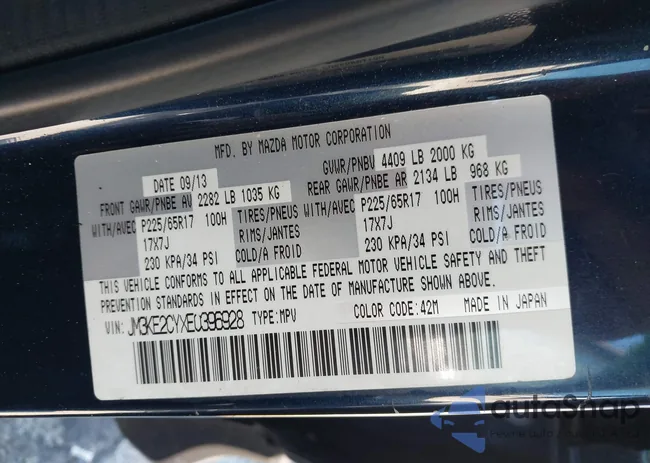 MFD. BY MAZDA MOTOR CORPORATION
DATE 09/13 GVWR/PNBV 4409 LB 2000 KG
FRONT GAWR/PNBE AV 2282 LB 1035 KG REAR GAWR/PNBE AR 2134 LB 968 KG
WITH/AVEC P225/65R17 100H TIRES/PNEUS WITH/AVEC P225/65R17 100H TIRES/PNEUS
17X7J RIMS/JANTES 17X7J RIMS/JANTES
230 KPA/34 PSI COLD/A FROID 230 KPA/34 PSI COLD/A FROID
THIS VEHICLE CONFORMS TO ALL APPLICABLE FEDERAL MOTOR VEHICLE SAFETY AND THEFT
PREVENTION STANDARDS IN EFFECT ON THE DATE OF MANUFACTURE SHOWN ABOVE.
VIN: JM3KE2CYXE0396928 TYPE:MPV COLOR CODE:42M MADE IN JAPAN
autoSnap